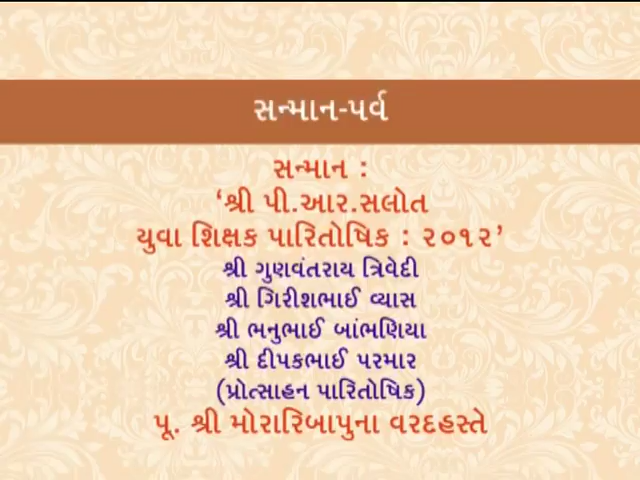 સન્માન-પર્વ
સન્માન :
‘શ્રી પી.આર.સલોત
યુવા શિક્ષક પારિતોષિક : ૨૦૧૨’
શ્રી ગુણવંતરાય ત્રિવેદી
શ્રી ગિરીશભાઈ વ્યાસ
શ્રી ભનુભાઈ બાંભણિયા
શ્રી દીપકભાઈ પરમાર
(પ્રોત્સાહન પારિતોષિક)
પૂ. શ્રી મોરારિબાપુના વરદહસ્તે